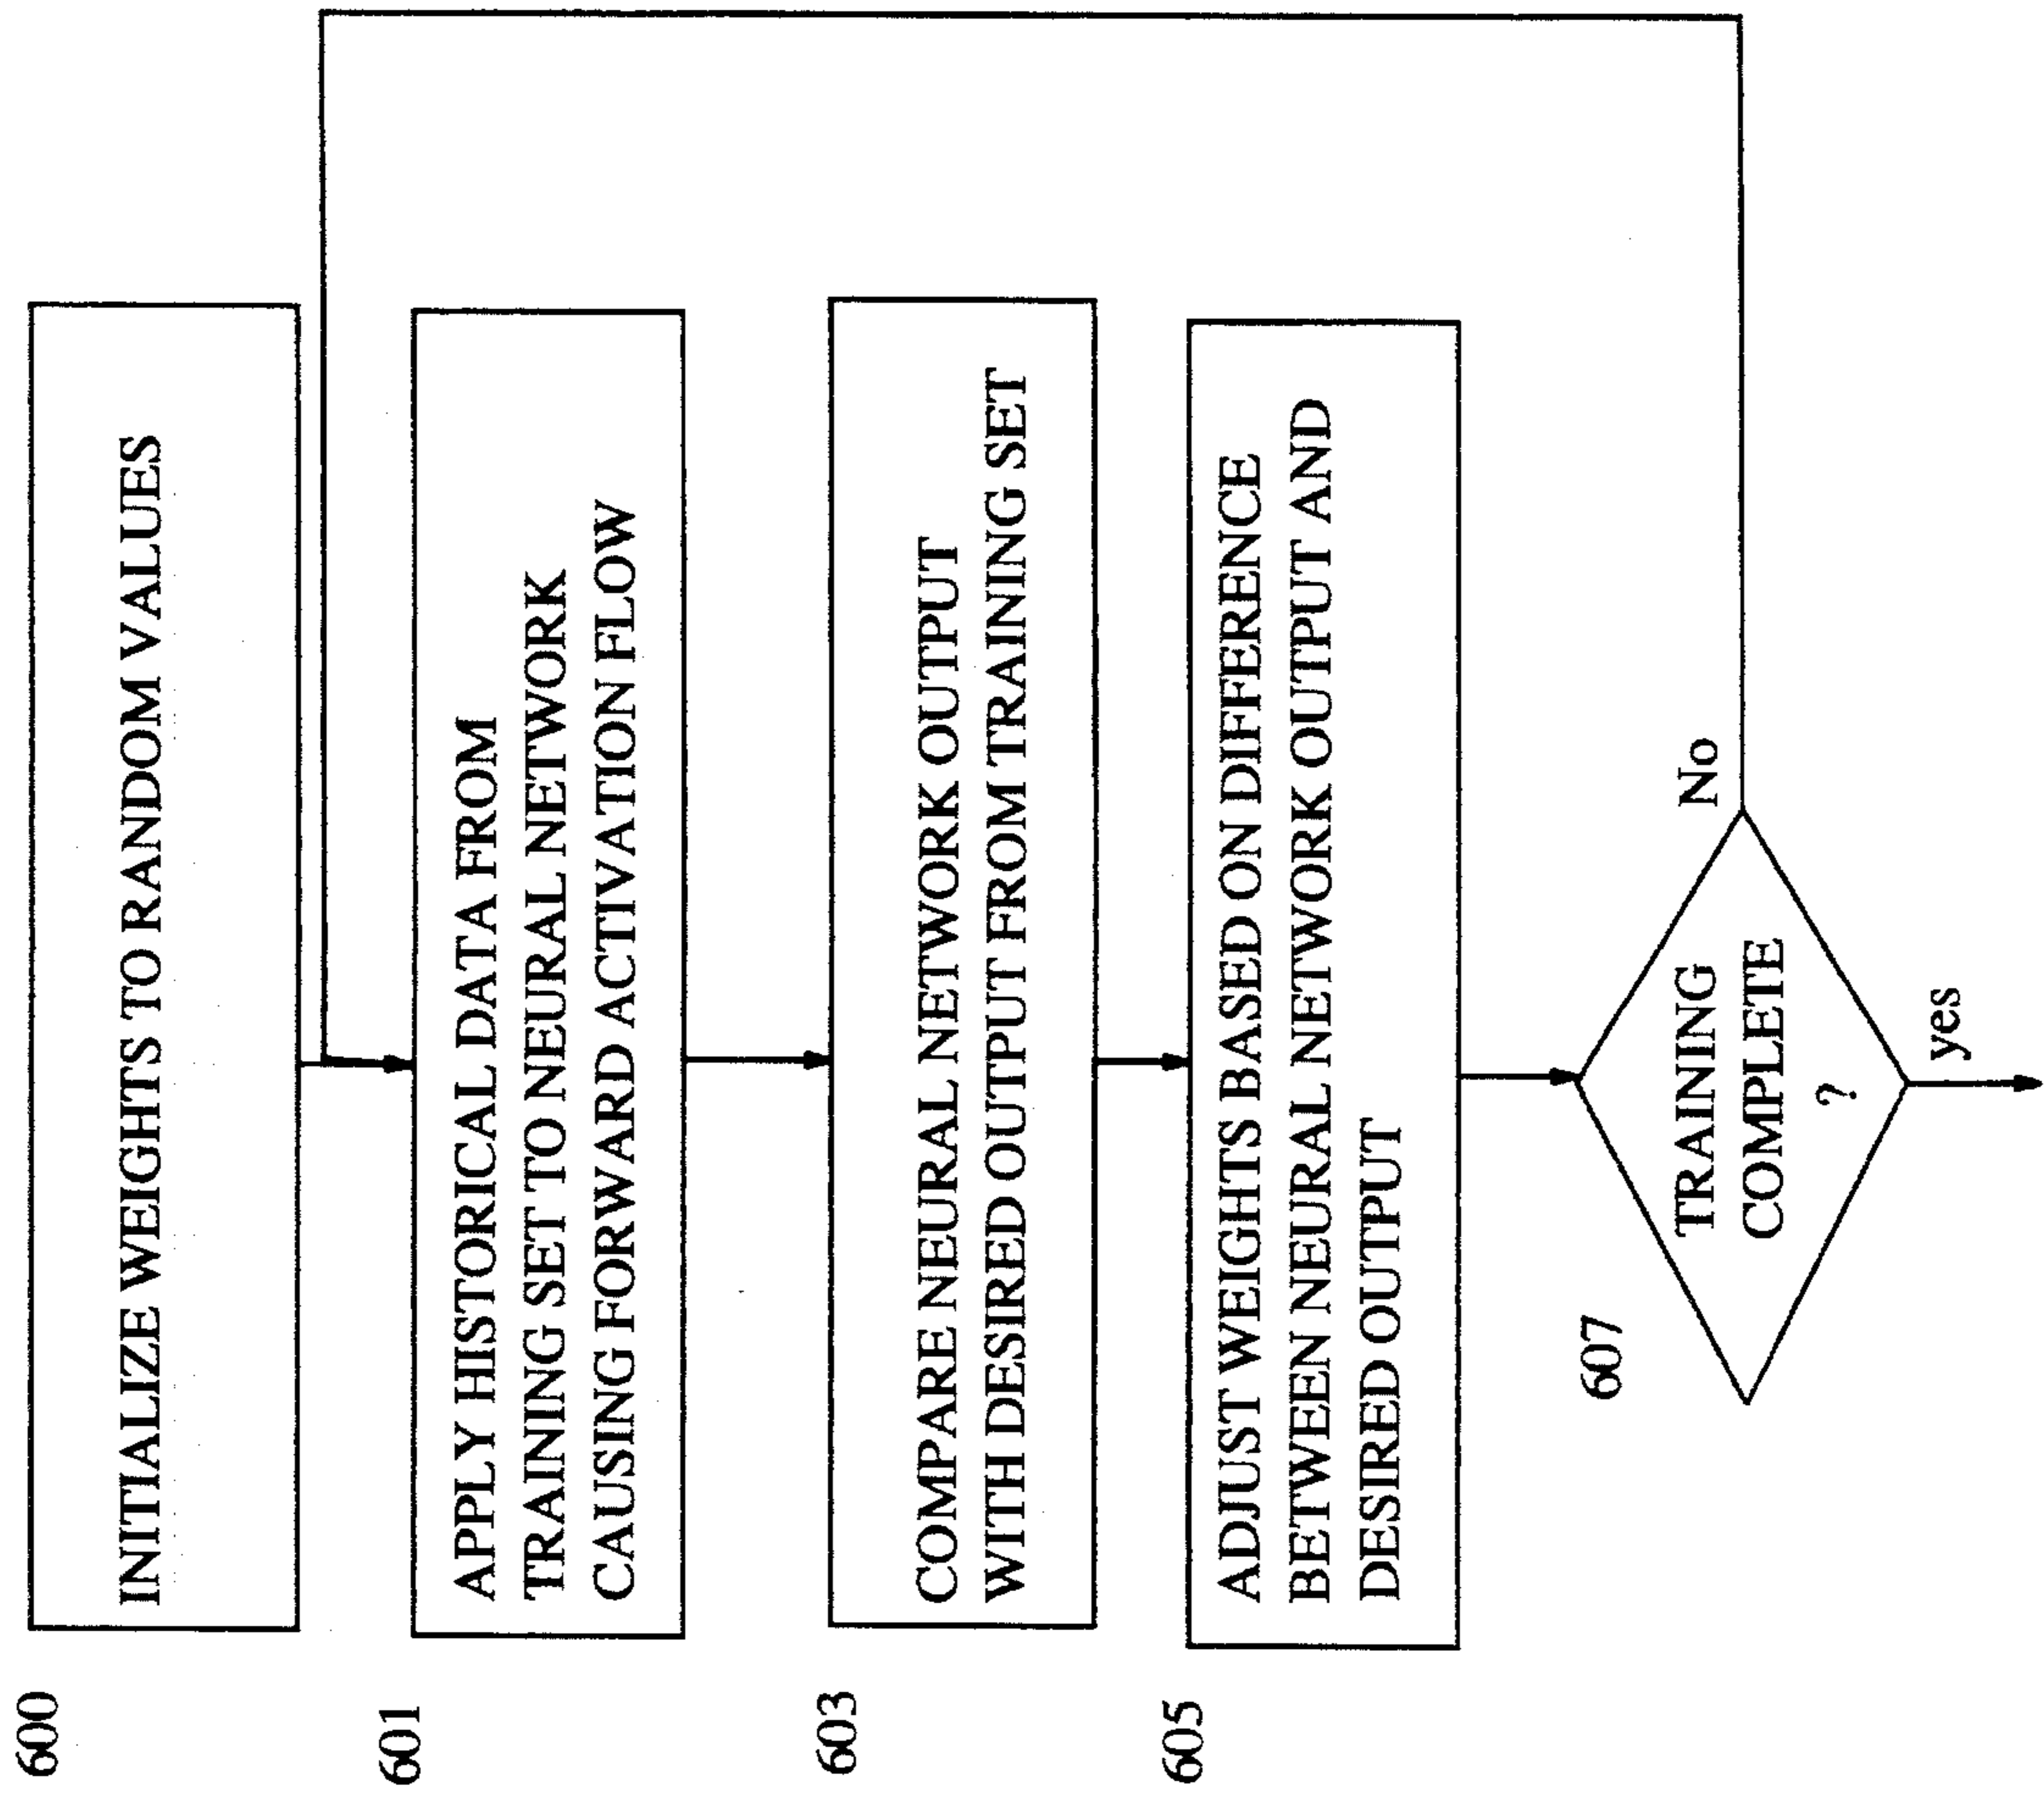 600
INITIALIZE WEIGHTS TO RANDOM VALUES
601
APPLY HISTORICAL DATA FROM
TRAINING SET TO NEURAL NETWORK
CAUSING FORWARD ACTIVATION FLOW
603
COMPARE NEURAL NETWORK OUTPUT
WITH DESIRED OUTPUT FROM TRAINING SET
605
ADJUST WEIGHTS BASED ON DIFFERENCE
BETWEEN NEURAL NETWORK OUTPUT AND
DESIRED OUTPUT
607
TRAINING
COMPLETE
?
No
yes